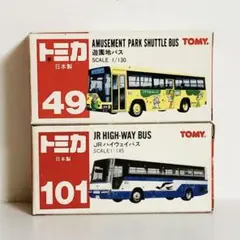 トミカ
日本製
49
AMUSEMENT PARK SHUTTLE BUS
遊園地バス
SCALE 1/130
TOMY.
トミカ
日本製
101
JR HIGH-WAY BUS
JRハイウェイバス
SCALE 1/145
TOMY.